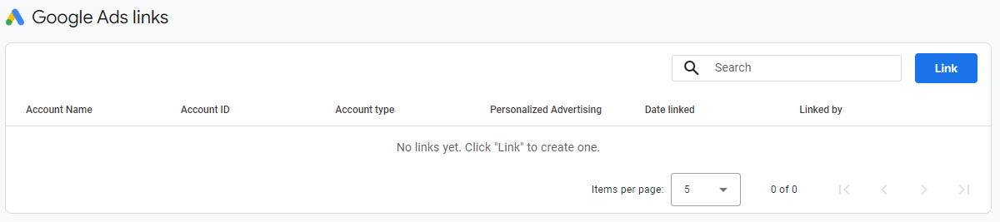 Google Ads links
Search
Link
Account Name Account ID Account type Personalized Advertising Date linked Linked by
No links yet. Click "Link" to create one.
Items per page: 5 0 of 0